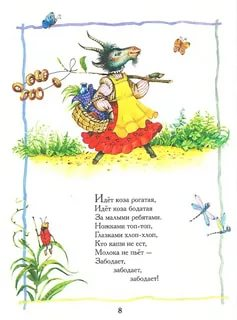 Идёт коза рогатая,
Идёт коза бодатая
За малыми ребятами.
Ножками топ-топ,
Глазками хлоп-хлоп,
Кто каши не ест,
Молока не пьёт —
Забодает,
забодает,
забодает!
8